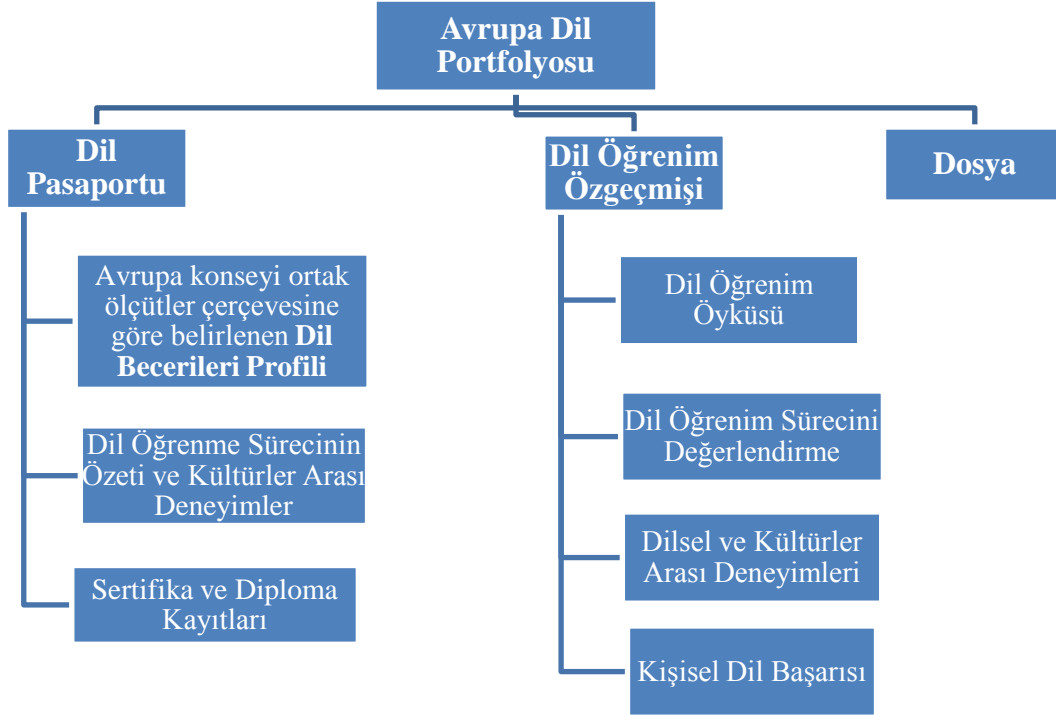 Avrupa Dil
Portfolyosu
Dil
Pasaportu
Avrupa konseyi ortak
ölçütler çerçevesine
göre belirlenen Dil
Becerileri Profili
Dil Öğrenme Sürecinin
Özeti ve Kültürler Arası
Deneyimler
Sertifika ve Diploma
Kayıtları
Dil Öğrenim
Özgeçmişi
Dil Öğrenim
Öyküsü
Dil Öğrenim Sürecini
Değerlendirme
Dilsel ve Kültürler
Arası Deneyimleri
Kişisel Dil Başarısı
Dosya